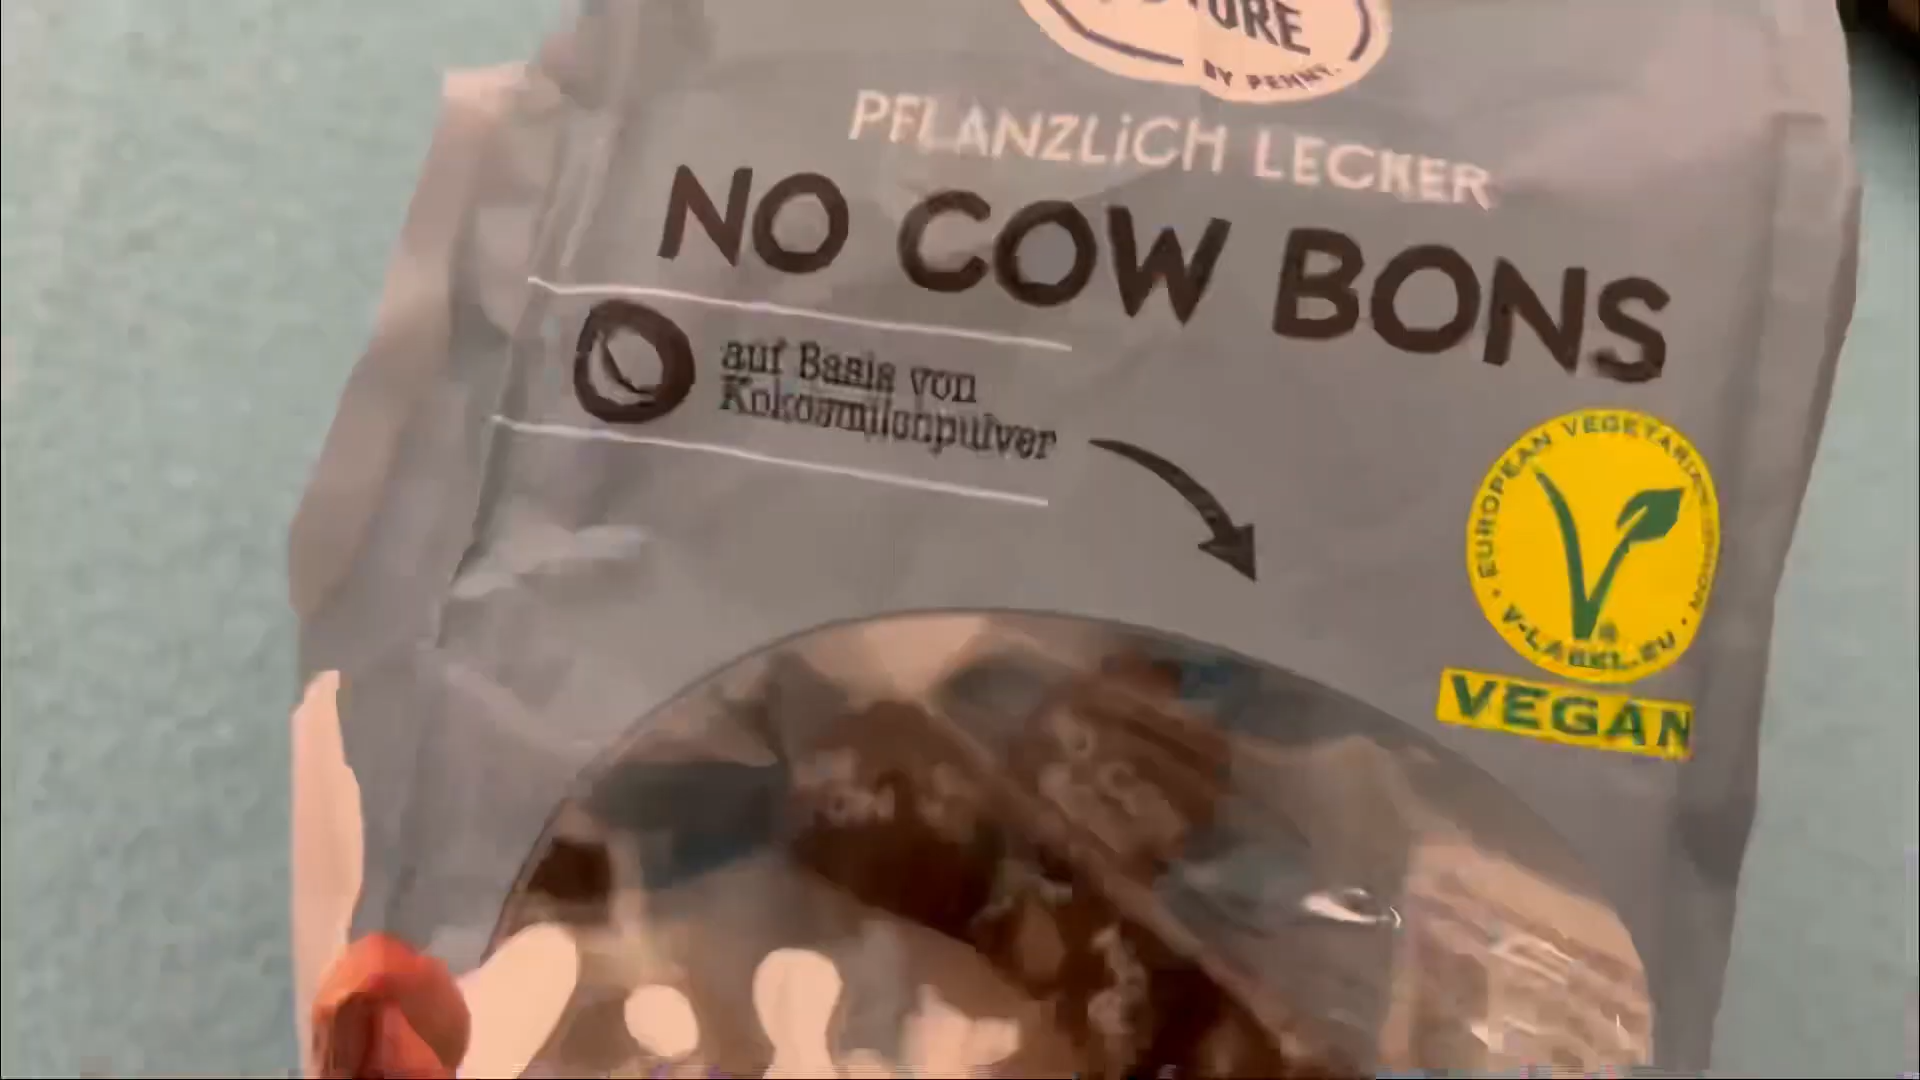 BY PENNY.
PFLANZLiCH LECKER
NO COW BONS
auf Basis von
Kokosmilchpulver
EUROPEAN VEGETARIAN
V-LABEL.EU
VEGAN